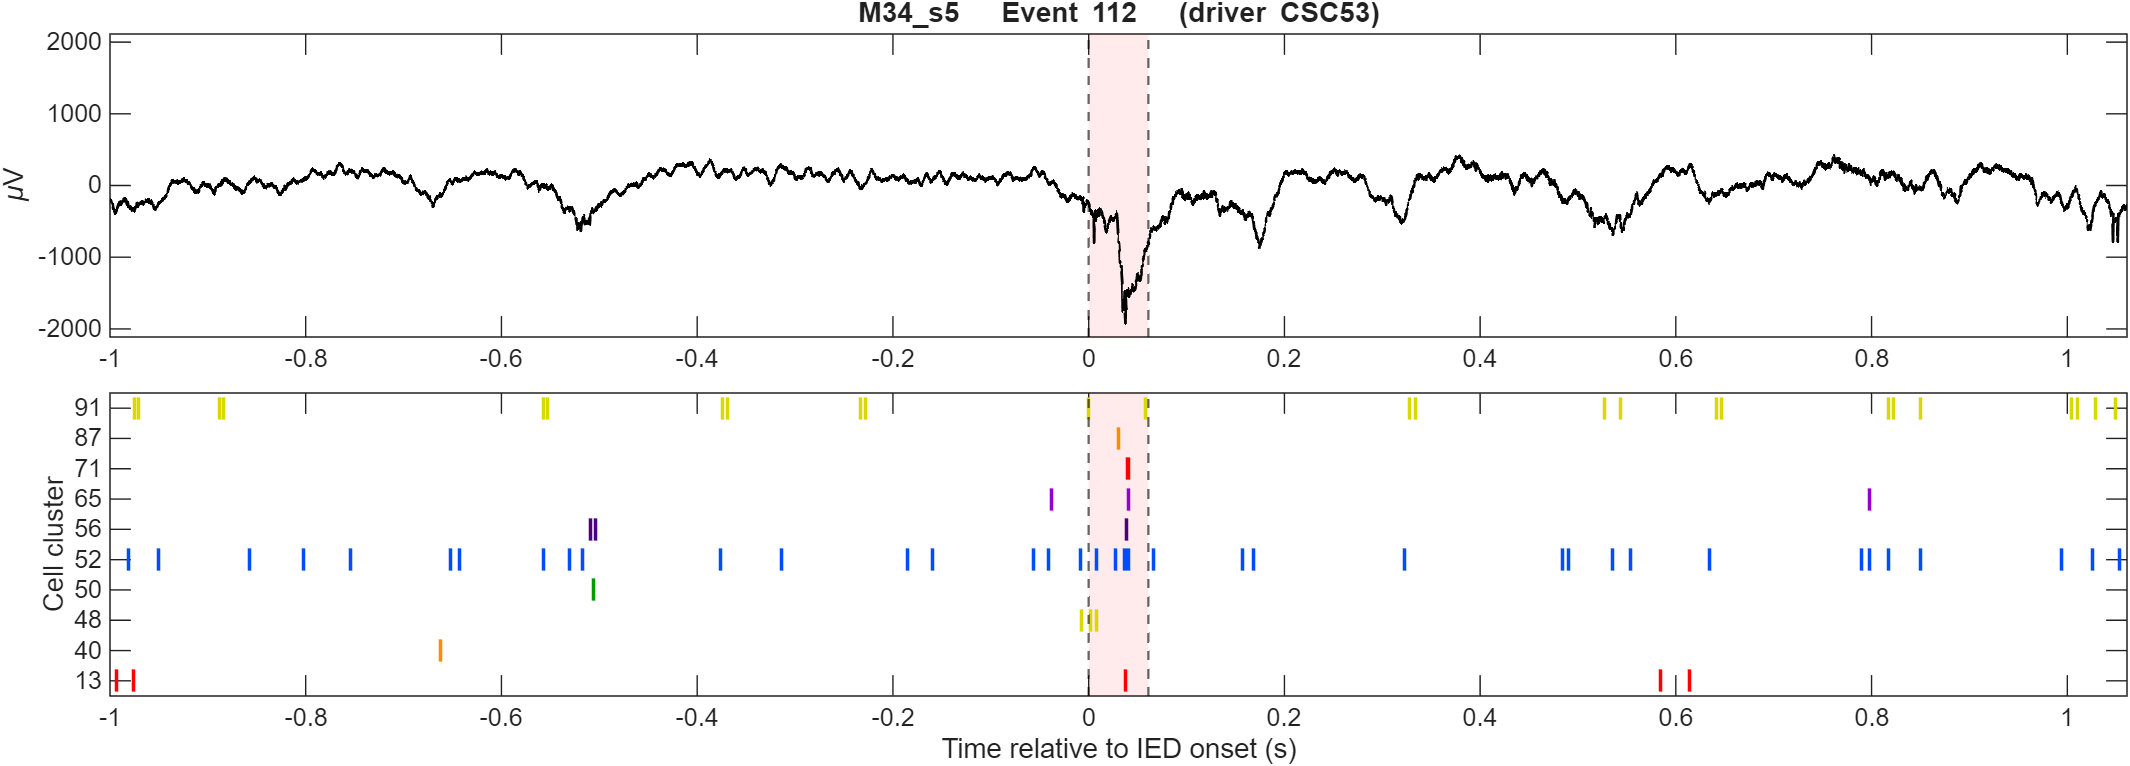 M34_s5 Event 112 (driver CSC53)
2000
1000
0
-1000
-2000
µV
-1 -0.8 -0.6 -0.4 -0.2 0 0.2 0.4 0.6 0.8 1
91
87
71
65
56
52
50
48
40
13
Cell cluster
-1 -0.8 -0.6 -0.4 -0.2 0 0.2 0.4 0.6 0.8 1
Time relative to IED onset (s)